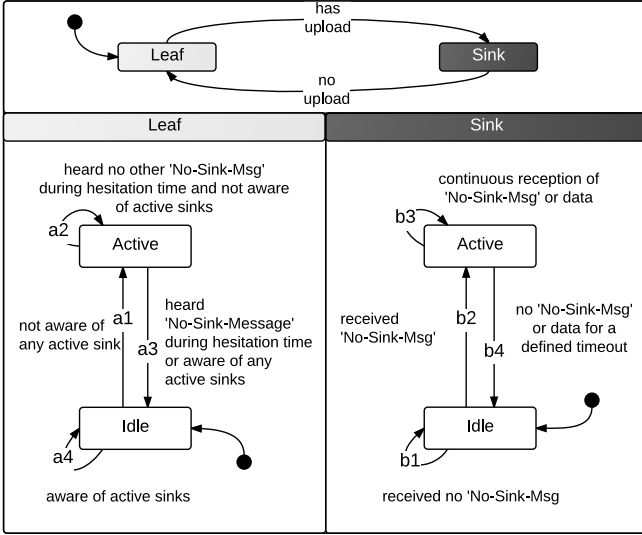 has
upload
Leaf
Sink
no
upload
Leaf
heard no other 'No-Sink-Msg'
during hesitation time and not aware
of active sinks
a2
Active
a1
not aware of
any active sink
a3
heard
'No-Sink-Message'
during hesitation time
or aware of any
active sinks
Idle
a4
aware of active sinks
Sink
continuous reception of
'No-Sink-Msg' or data
b3
Active
received
'No-Sink-Msg'
b2
b4
no 'No-Sink-Msg'
or data for a
defined timeout
Idle
b1
received no 'No-Sink-Msg